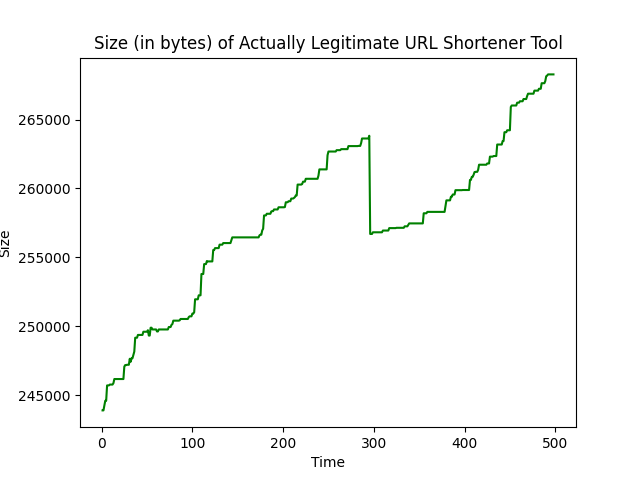 Size (in bytes) of Actually Legitimate URL Shortener Tool
265000
260000
255000
250000
245000
Size
0 100 200 300 400 500
Time